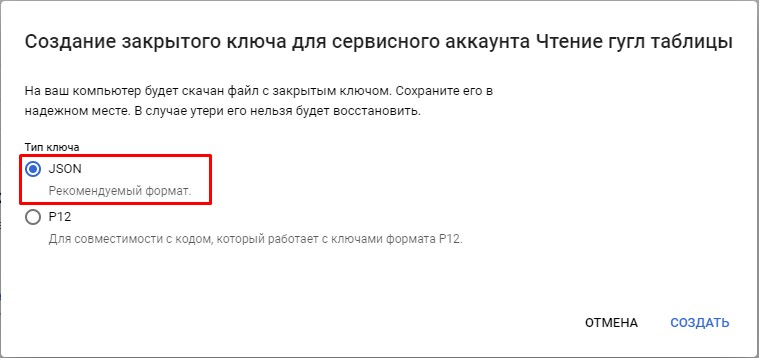 Создание закрытого ключа для сервисного аккаунта Чтение гугл таблицы
На ваш компьютер будет скачан файл с закрытым ключом. Сохраните его в
надежном месте. В случае утери его нельзя будет восстановить.
Тип ключа
JSON
Рекомендуемый формат.
P12
Для совместимости с кодом, который работает с ключами формата P12.
ОТМЕНА СОЗДАТЬ